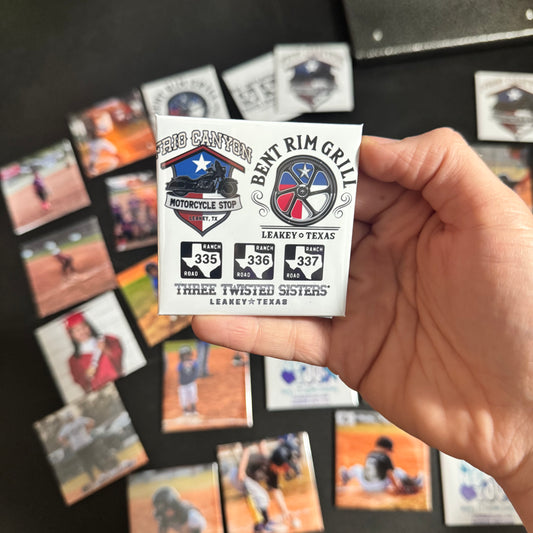 FRIO CANYON
MOTORCYCLE STOP
LEAKEY, TX
BENT RIM GRILL
LEAKEY TEXAS
RANCH
335
ROAD
RANCH
336
ROAD
RANCH
337
ROAD
THREE TWISTED SISTERS®
LEAKEY★TEXAS